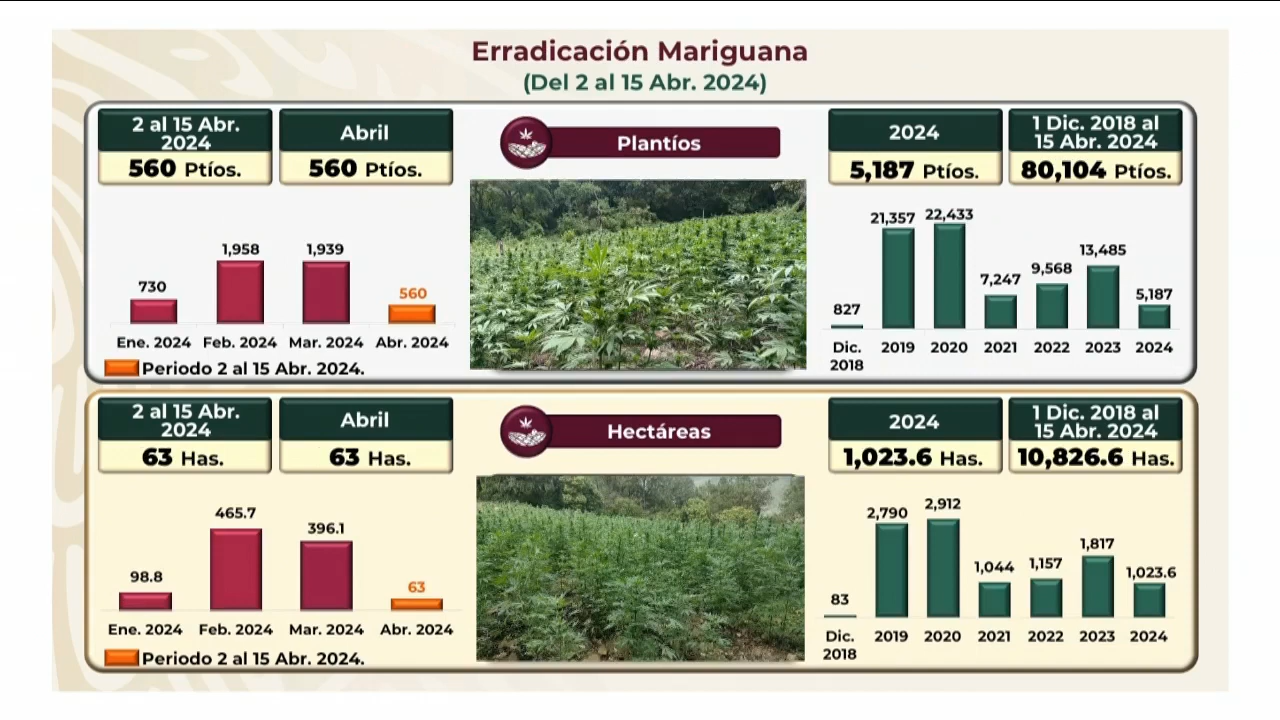 Erradicación Mariguana
(Del 2 al 15 Abr. 2024)
2 al 15 Abr.
2024
560 Ptíos.
Abril
560 Ptíos.
Plantíos
2024
5,187 Ptíos.
1 Dic. 2018 al
15 Abr. 2024
80,104 Ptíos.
730
1,958
1,939
560
Ene. 2024 Feb. 2024 Mar. 2024 Abr. 2024
Periodo 2 al 15 Abr. 2024.
827
21,357
22,433
7,247
9,568
13,485
5,187
Dic.
2018
2019 2020 2021 2022 2023 2024
2 al 15 Abr.
2024
63 Has.
Abril
63 Has.
Hectáreas
2024
1,023.6 Has.
1 Dic. 2018 al
15 Abr. 2024
10,826.6 Has.
98.8
465.7
396.1
63
Ene. 2024 Feb. 2024 Mar. 2024 Abr. 2024
Periodo 2 al 15 Abr. 2024.
83
2,790
2,912
1,044
1,157
1,817
1,023.6
Dic.
2018
2019 2020 2021 2022 2023 2024